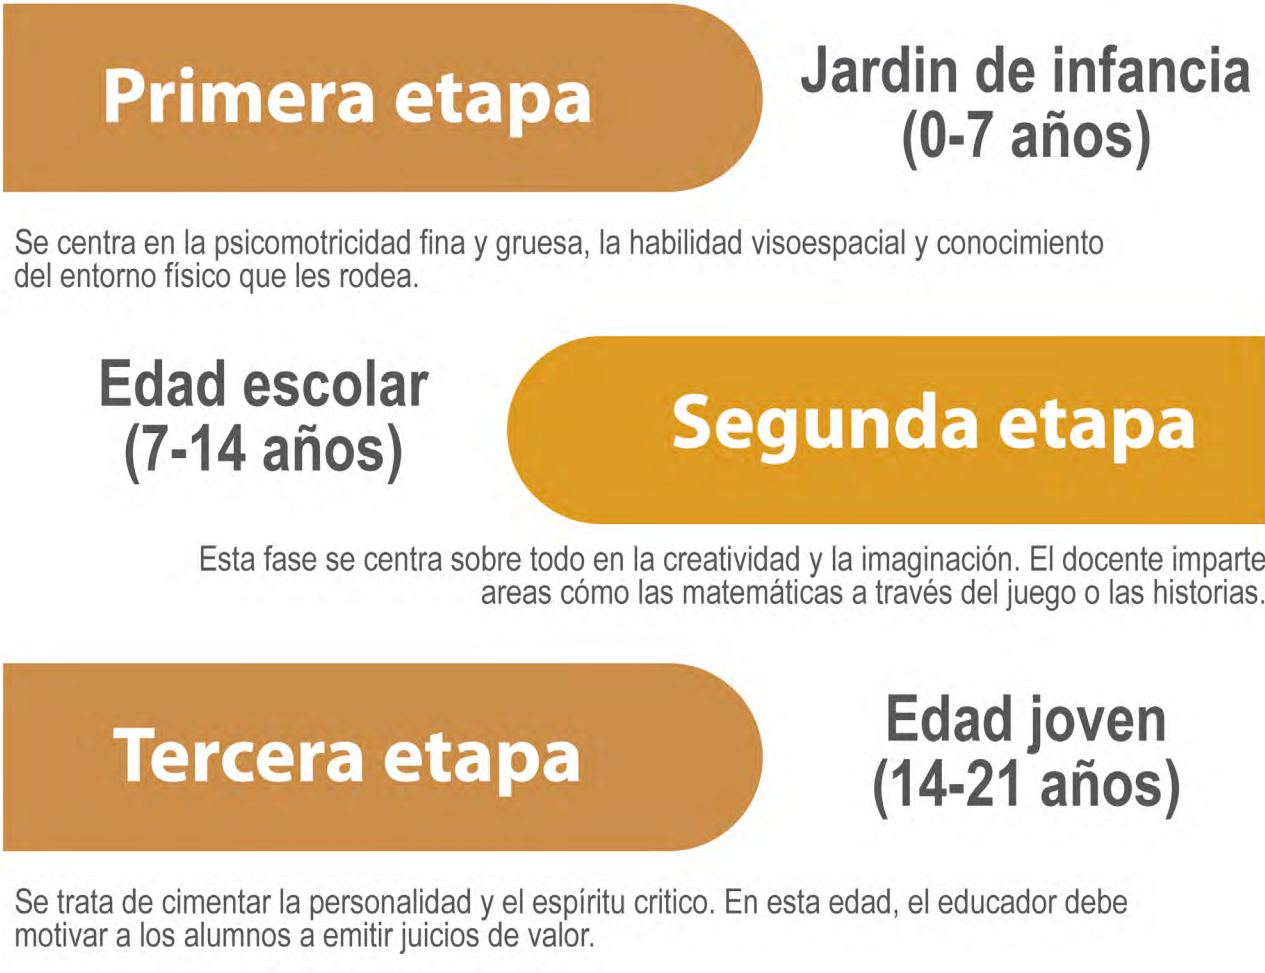 Primera etapa
Jardin de infancia
(0-7 años)
Se centra en la psicomotricidad fina y gruesa, la habilidad visoespacial y conocimiento
del entorno físico que les rodea.
Edad escolar
(7-14 años)
Segunda etapa
Esta fase se centra sobre todo en la creatividad y la imaginación. El docente imparte
areas cómo las matemáticas a través del juego o las historias.
Tercera etapa
Edad joven
(14-21 años)
Se trata de cimentar la personalidad y el espíritu critico. En esta edad, el educador debe
motivar a los alumnos a emitir juicios de valor.